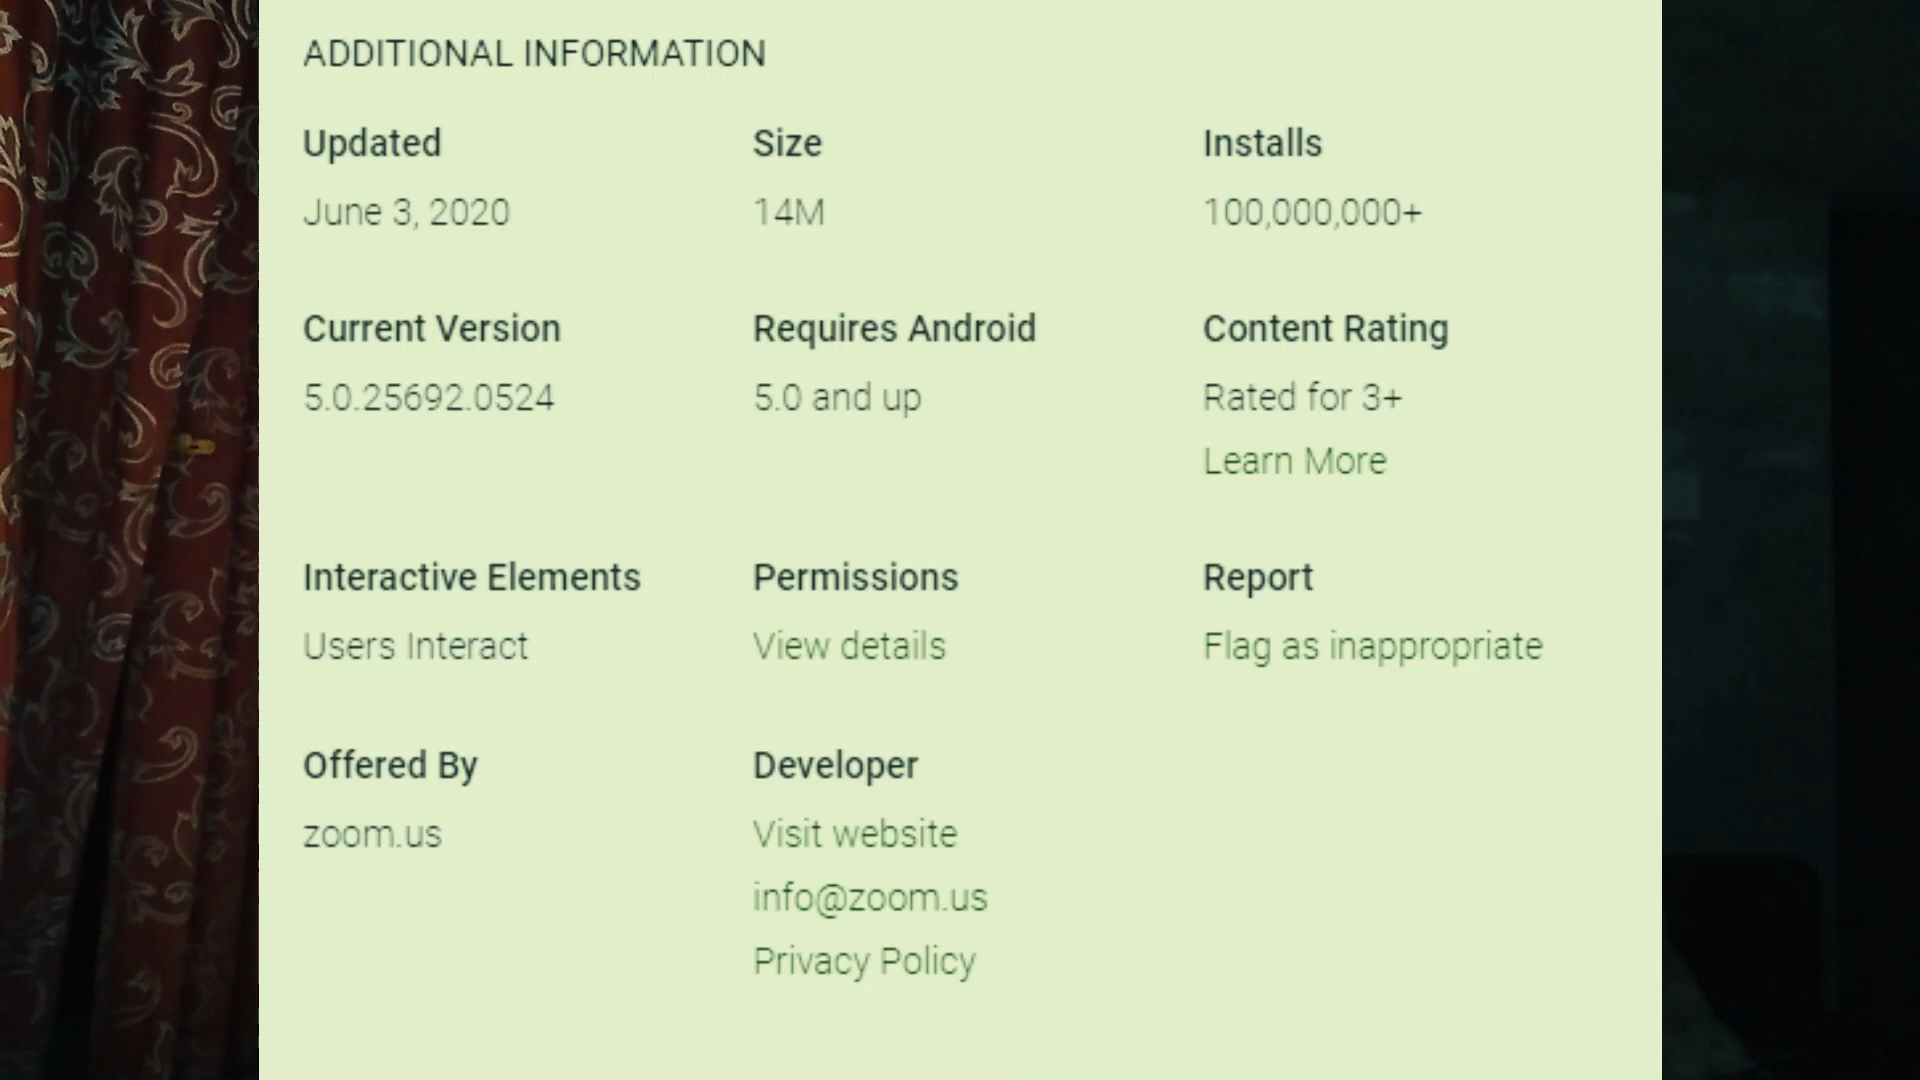 ADDITIONAL INFORMATION
Updated
Size
Installs
June 3, 2020
14M
100,000,000+
Current Version
Requires Android
Content Rating
5.0.25692.0524
5.0 and up
Rated for 3+
Learn More
Interactive Elements
Permissions
Report
Users Interact
View details
Flag as inappropriate
Offered By
Developer
zoom.us
Visit website
info@zoom.us
Privacy Policy